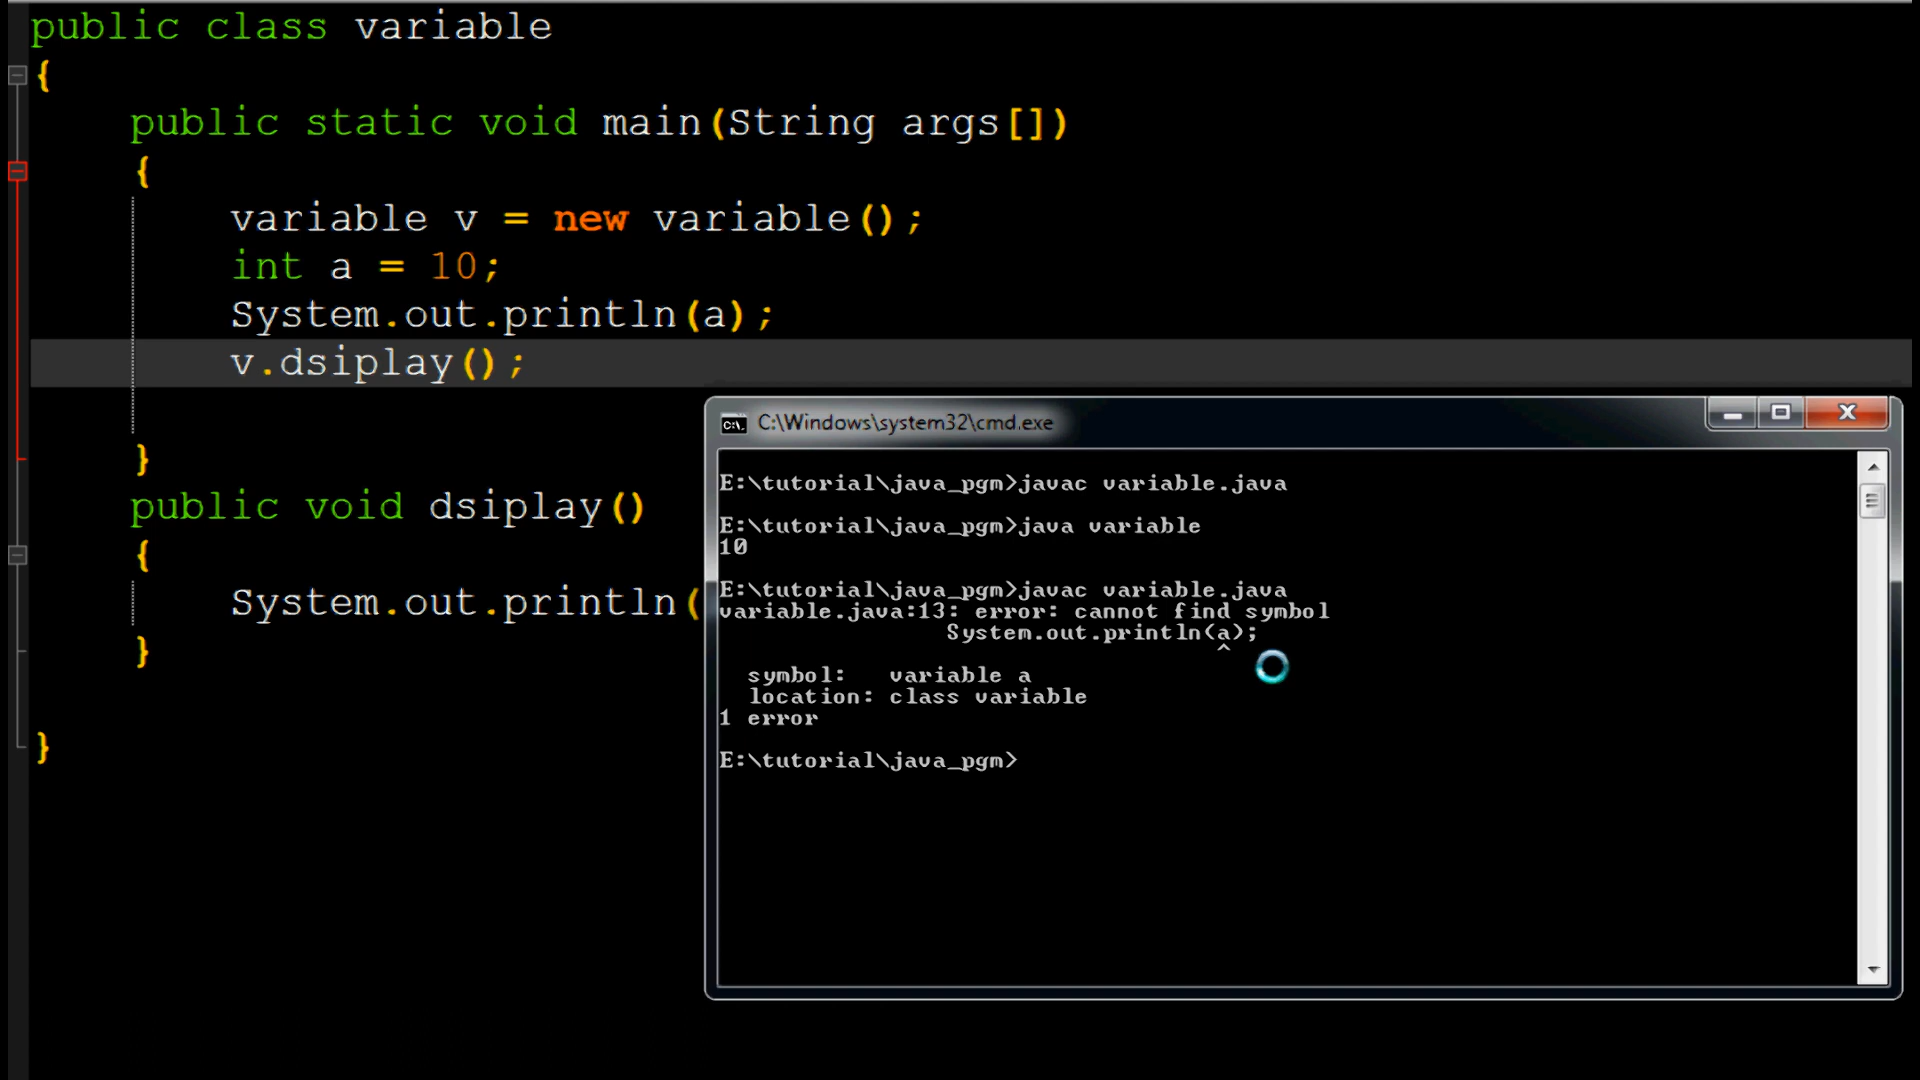 public class variable
{
public static void main(String args[])
{
variable v = new variable();
int a = 10;
System.out.println(a);
v.dsiplay();
}
public void dsiplay()
{
System.out.println(
}
}
C:\Windows\system32\cmd.exe
E:\tutorial\java_pgm>javac variable.java
E:\tutorial\java_pgm>java variable
10
E:\tutorial\java_pgm>javac variable.java
variable.java:13: error: cannot find symbol
System.out.println(a);
^
symbol:   variable a
location: class variable
1 error
E:\tutorial\java_pgm>